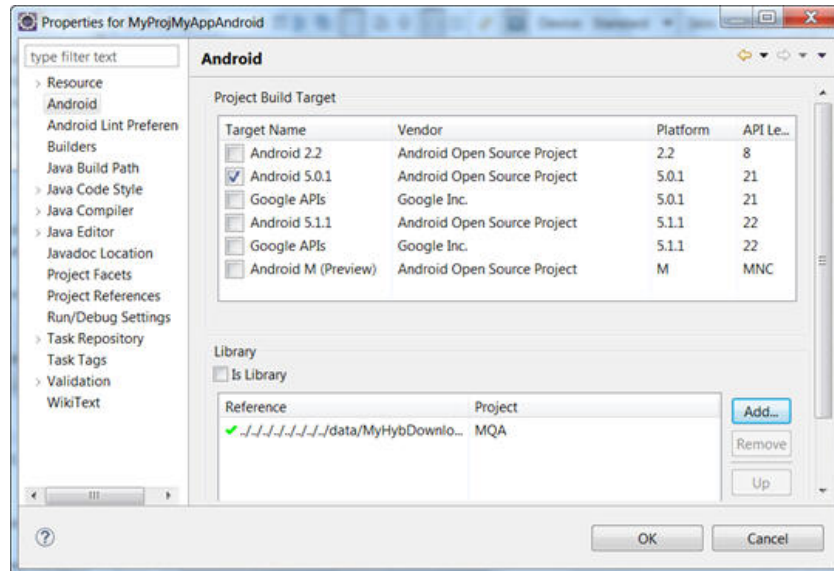 Properties for MyProjMyAppAndroid
type filter text
Resource
Android
Android Lint Preferen
Builders
Java Build Path
Java Code Style
Java Compiler
Java Editor
Javadoc Location
Project Facets
Project References
Run/Debug Settings
Task Repository
Task Tags
Validation
WikiText
Android
Project Build Target
Target Name Vendor Platform API Le...
Android 2.2 Android Open Source Project 2.2 8
Android 5.0.1 Android Open Source Project 5.0.1 21
Google APIs Google Inc. 5.0.1 21
Android 5.1.1 Android Open Source Project 5.1.1 22
Google APIs Google Inc. 5.1.1 22
Android M (Preview) Android Open Source Project M MNC
Library
Is Library
Reference Project
../../../../../../../../data/MyHybDownlo... MQA
Add...
Remove
Up
OK Cancel